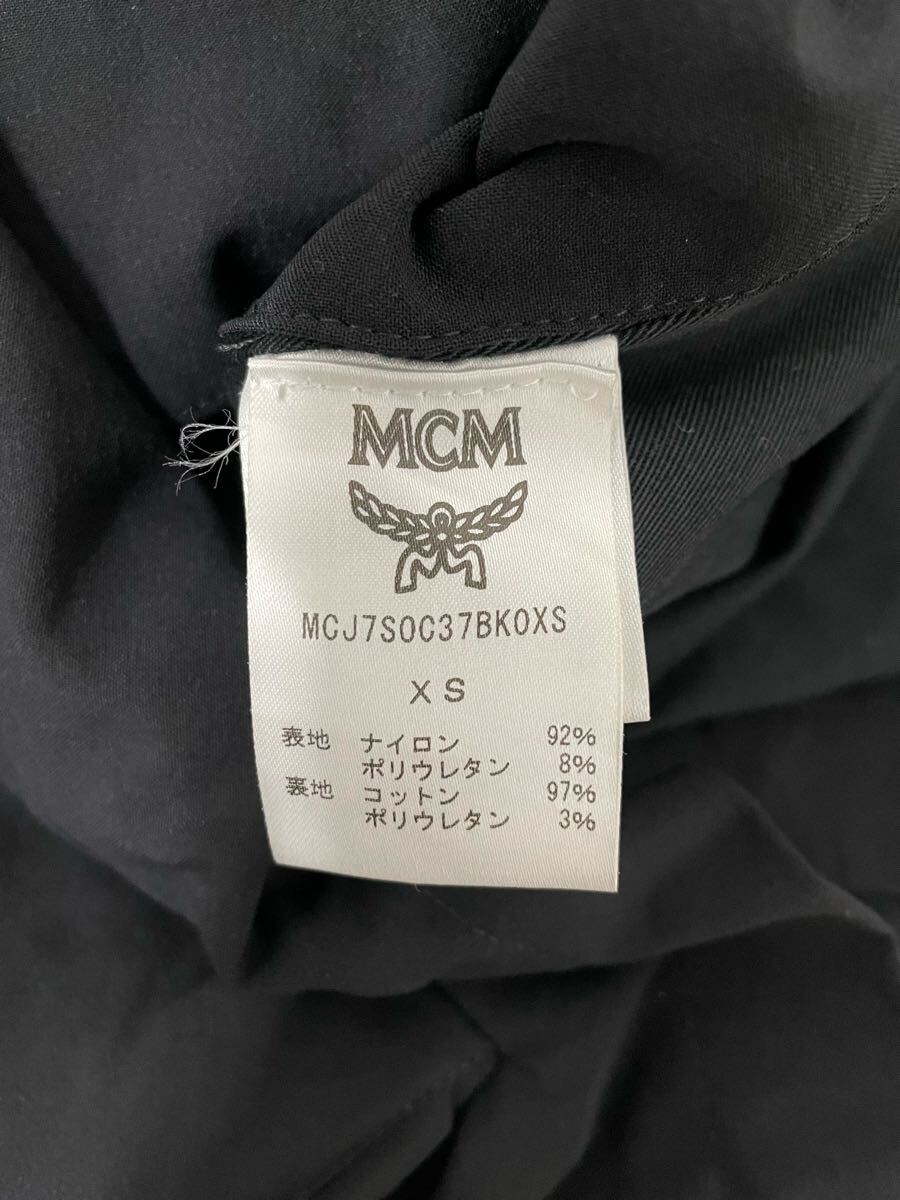 MCM
MCJ7S0C37BK0XS
XS
表地 ナイロン 92%
ポリウレタン 8%
裏地 コットン 97%
ポリウレタン 3%